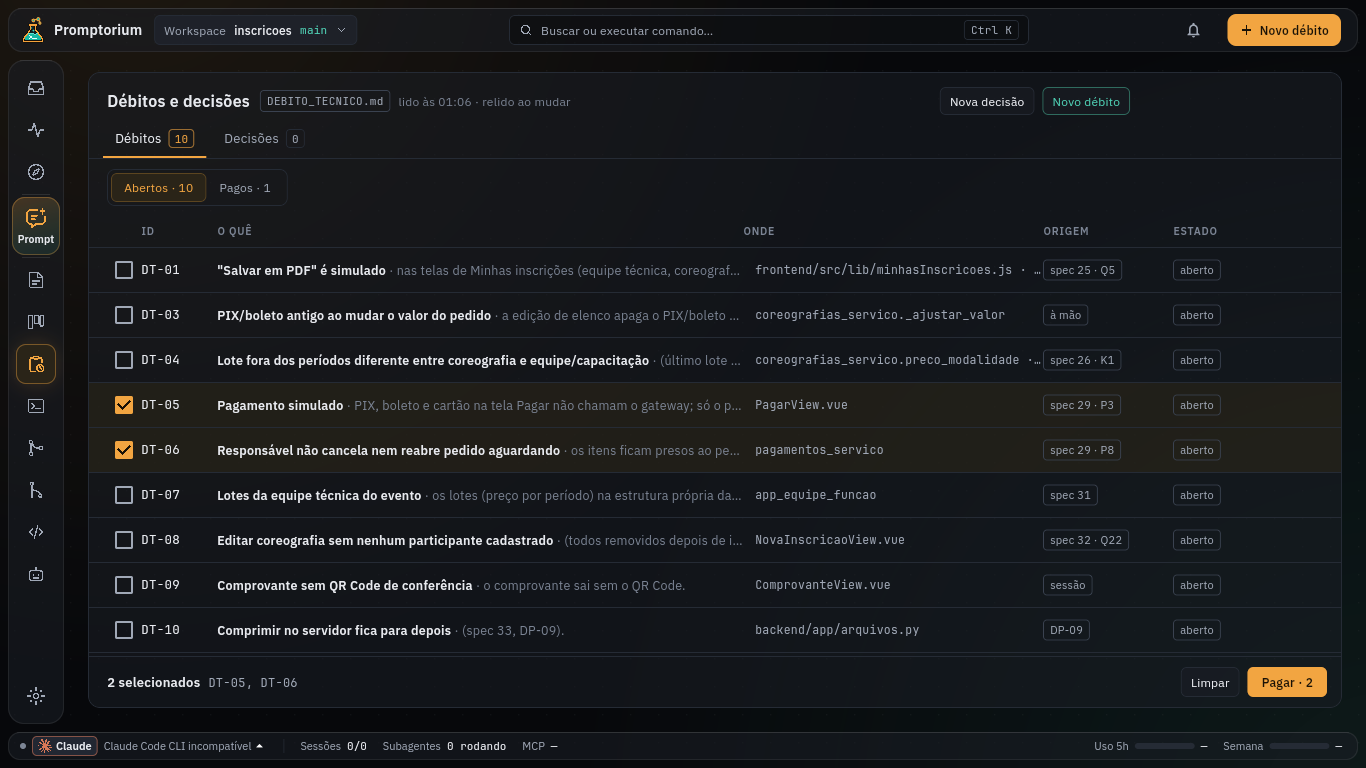 Promptorium
Workspace inscricoes main
Buscar ou executar comando…
Ctrl K
+ Novo débito
Débitos e decisões
DEBITO_TECNICO.md
lido às 01:06 · relido ao mudar
Nova decisão
Novo débito
Débitos 10
Decisões 0
Abertos · 10
Pagos · 1
ID O QUÊ ONDE ORIGEM ESTADO
DT-01 "Salvar em PDF" é simulado · nas telas de Minhas inscrições (equipe técnica, coreograf… frontend/src/lib/minhasInscricoes.js · … spec 25 · Q5 aberto
DT-03 PIX/boleto antigo ao mudar o valor do pedido · a edição de elenco apaga o PIX/boleto … coreografias_servico._ajustar_valor à mão aberto
DT-04 Lote fora dos períodos diferente entre coreografia e equipe/capacitação · (último lote … coreografias_servico.preco_modalidade ·… spec 26 · K1 aberto
DT-05 Pagamento simulado · PIX, boleto e cartão na tela Pagar não chamam o gateway; só o p… PagarView.vue spec 29 · P3 aberto
DT-06 Responsável não cancela nem reabre pedido aguardando · os itens ficam presos ao pe… pagamentos_servico spec 29 · P8 aberto
DT-07 Lotes da equipe técnica do evento · os lotes (preço por período) na estrutura própria da… app_equipe_funcao spec 31 aberto
DT-08 Editar coreografia sem nenhum participante cadastrado · (todos removidos depois de i… NovaInscricaoView.vue spec 32 · Q22 aberto
DT-09 Comprovante sem QR Code de conferência · o comprovante sai sem o QR Code. ComprovanteView.vue sessão aberto
DT-10 Comprimir no servidor fica para depois · (spec 33, DP-09). backend/app/arquivos.py DP-09 aberto
Prompt
2 selecionados DT-05, DT-06
Limpar
Pagar · 2
Claude Claude Code CLI incompatível Sessões 0/0 Subagentes 0 rodando MCP — Uso 5h — Semana —